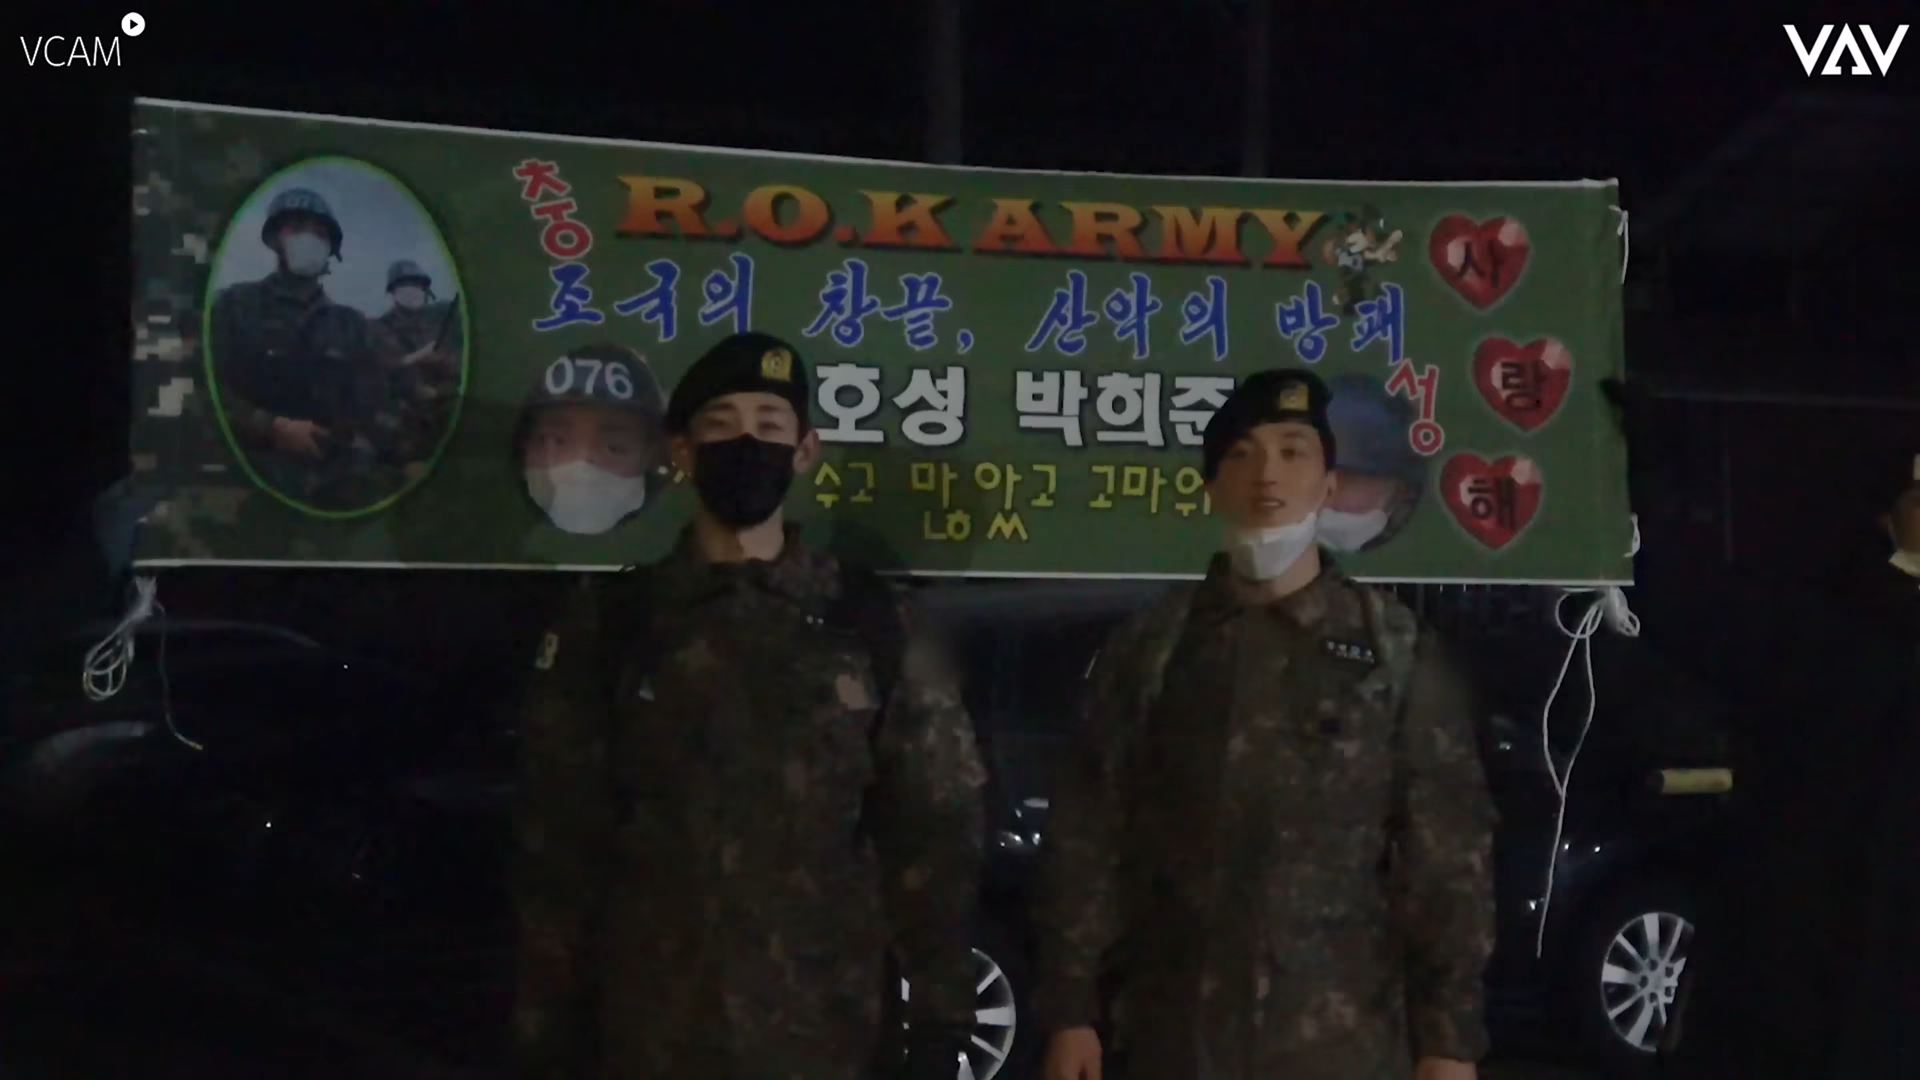 VCAM
VAV
충
R.O.K ARMY
조국의 창끝, 산악의 방패
076
호성 박희준
성
수고 많았고 고마워
사
랑
해